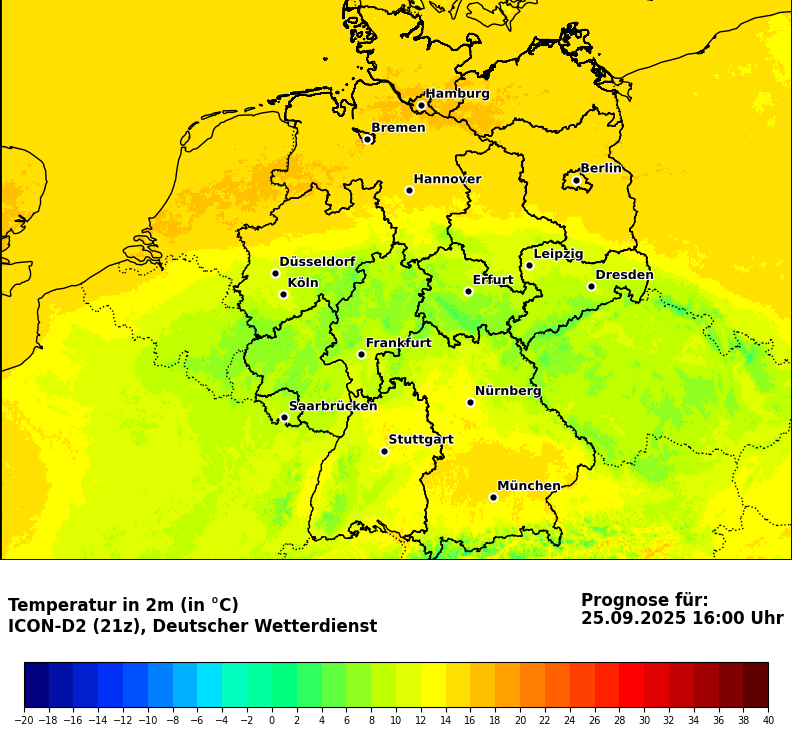 Hamburg
Bremen
Berlin
Hannover
Düsseldorf
Leipzig
Köln
Erfurt
Dresden
Frankfurt
Nürnberg
Saarbrücken
Stuttgart
München
Temperatur in 2m (in °C)
ICON-D2 (21z), Deutscher Wetterdienst
Prognose für:
25.09.2025 16:00 Uhr
−20 −18 −16 −14 −12 −10 −8 −6 −4 −2 0 2 4 6 8 10 12 14 16 18 20 22 24 26 28 30 32 34 36 38 40